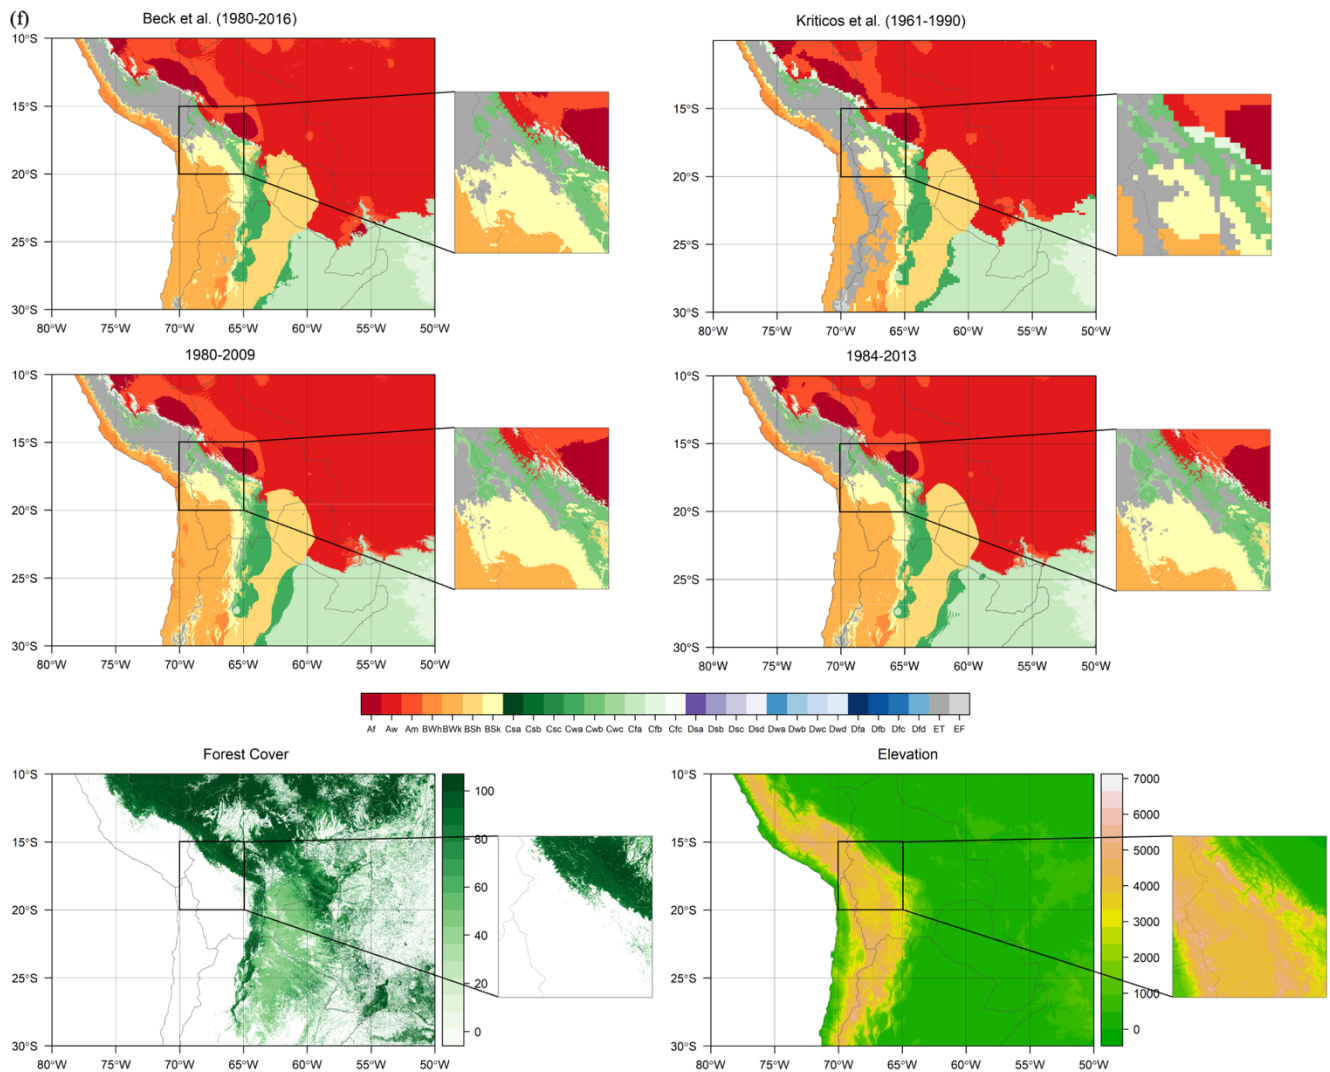 (f)
Beck et al. (1980-2016)
Kriticos et al. (1961-1990)
10°S
15°S
20°S
25°S
30°S
80°W 75°W 70°W 65°W 60°W 55°W 50°W
10°S
15°S
20°S
25°S
30°S
80°W 75°W 70°W 65°W 60°W 55°W 50°W
1980-2009
1984-2013
10°S
15°S
20°S
25°S
30°S
80°W 75°W 70°W 65°W 60°W 55°W 50°W
10°S
15°S
20°S
25°S
30°S
80°W 75°W 70°W 65°W 60°W 55°W 50°W
Af Aw Am BWh BWk BSh BSk Csa Csb Csc Cwa Cwb Cwc Cfa Cfb Cfc Dsa Dsb Dsc Dsd Dwa Dwb Dwc Dwd Dfa Dfb Dfc Dfd ET EF
Forest Cover
Elevation
10°S
15°S
20°S
25°S
30°S
80°W 75°W 70°W 65°W 60°W 55°W 50°W
100
80
60
40
20
0
10°S
15°S
20°S
25°S
30°S
80°W 75°W 70°W 65°W 60°W 55°W 50°W
7000
6000
5000
4000
3000
2000
1000
0